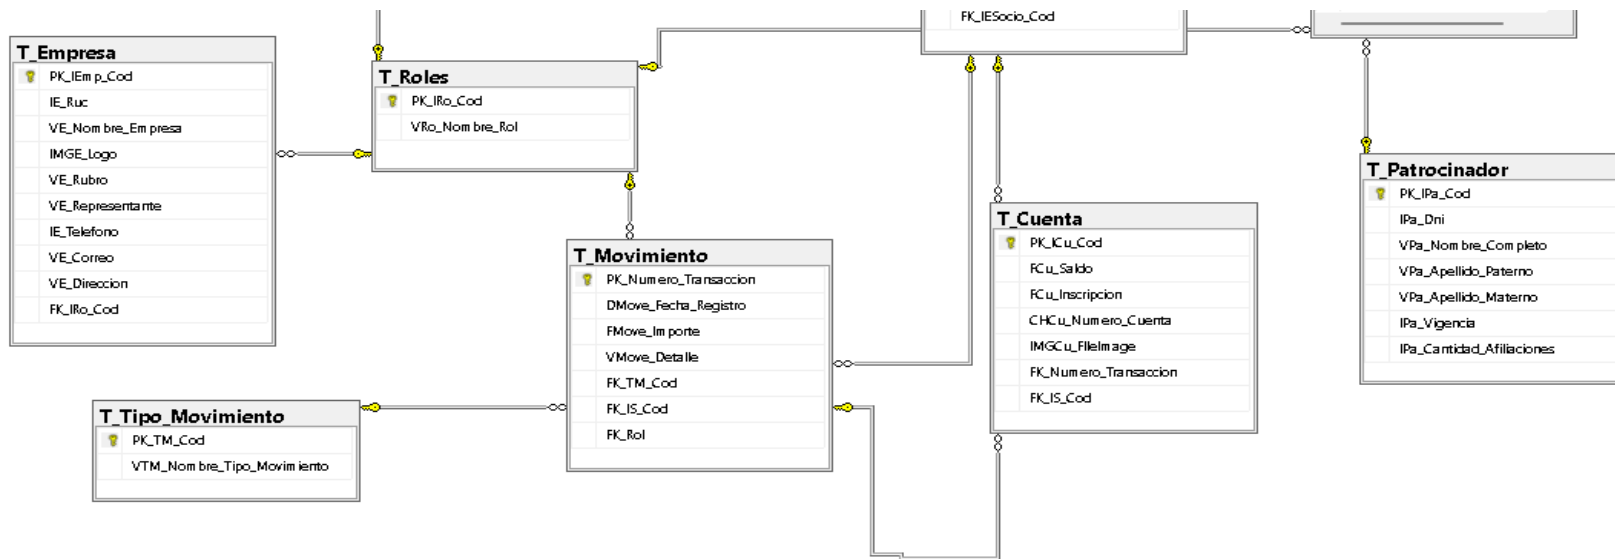 FK_IESocio_Cod
T_Empresa
PK_IEmp_Cod
IE_Ruc
VE_Nombre_Empresa
IMGE_Logo
VE_Rubro
VE_Representante
IE_Telefono
VE_Correo
VE_Direccion
FK_IRo_Cod
T_Roles
PK_IRo_Cod
VRo_Nombre_Rol
T_Movimiento
PK_Numero_Transaccion
DMove_Fecha_Registro
FMove_Importe
VMove_Detalle
FK_TM_Cod
FK_IS_Cod
FK_Rol
T_Tipo_Movimiento
PK_TM_Cod
VTM_Nombre_Tipo_Movimiento
T_Cuenta
PK_ICu_Cod
FCu_Saldo
FCu_Inscripcion
CHCu_Numero_Cuenta
IMGCu_FileImage
FK_Numero_Transaccion
FK_IS_Cod
T_Patrocinador
PK_IPa_Cod
IPa_Dni
VPa_Nombre_Completo
VPa_Apellido_Paterno
VPa_Apellido_Materno
IPa_Vigencia
IPa_Cantidad_Afiliaciones